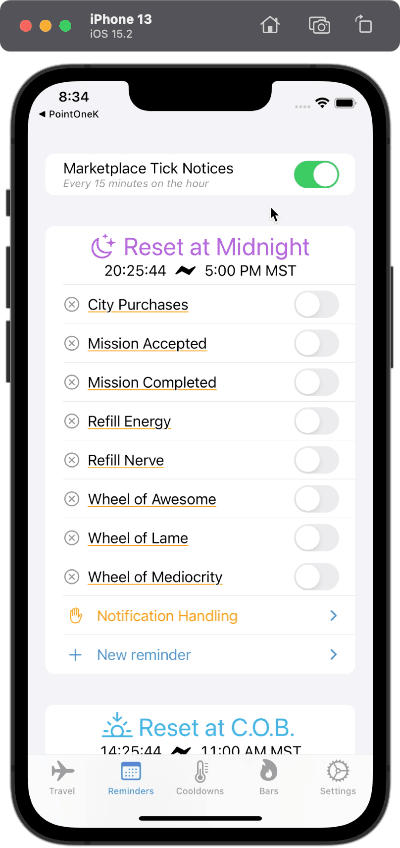 iPhone 13
iOS 15.2
8:34
◀ PointOneK
Marketplace Tick Notices
Every 15 minutes on the hour
Reset at Midnight
20:25:44 5:00 PM MST
City Purchases
Mission Accepted
Mission Completed
Refill Energy
Refill Nerve
Wheel of Awesome
Wheel of Lame
Wheel of Mediocrity
Notification Handling
New reminder
Reset at C.O.B.
14:25:44 11:00 AM MST
Travel Reminders Cooldowns Bars Settings